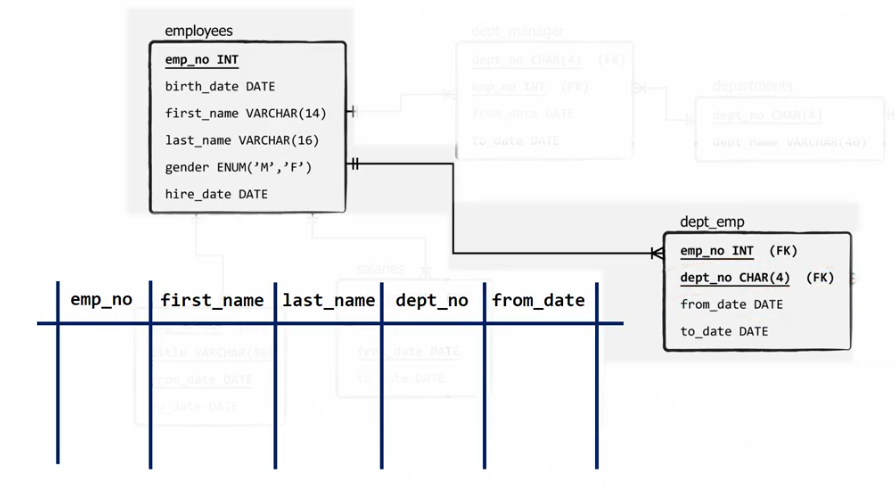 employees
emp_no INT
birth_date DATE
first_name VARCHAR(14)
last_name VARCHAR(16)
gender ENUM(’M’,’F’)
hire_date DATE
dept_manager
dept_no CHAR(4) (FK)
emp_no INT (FK)
from_date DATE
to_date DATE
departments
dept_no CHAR(4)
dept_name VARCHAR(40)
dept_emp
emp_no INT (FK)
dept_no CHAR(4) (FK)
from_date DATE
to_date DATE
salaries
emp_no first_name last_name dept_no from_date
title VARCHAR(50)
from_date DATE
to_date DATE
from_date DATE
to_date DATE